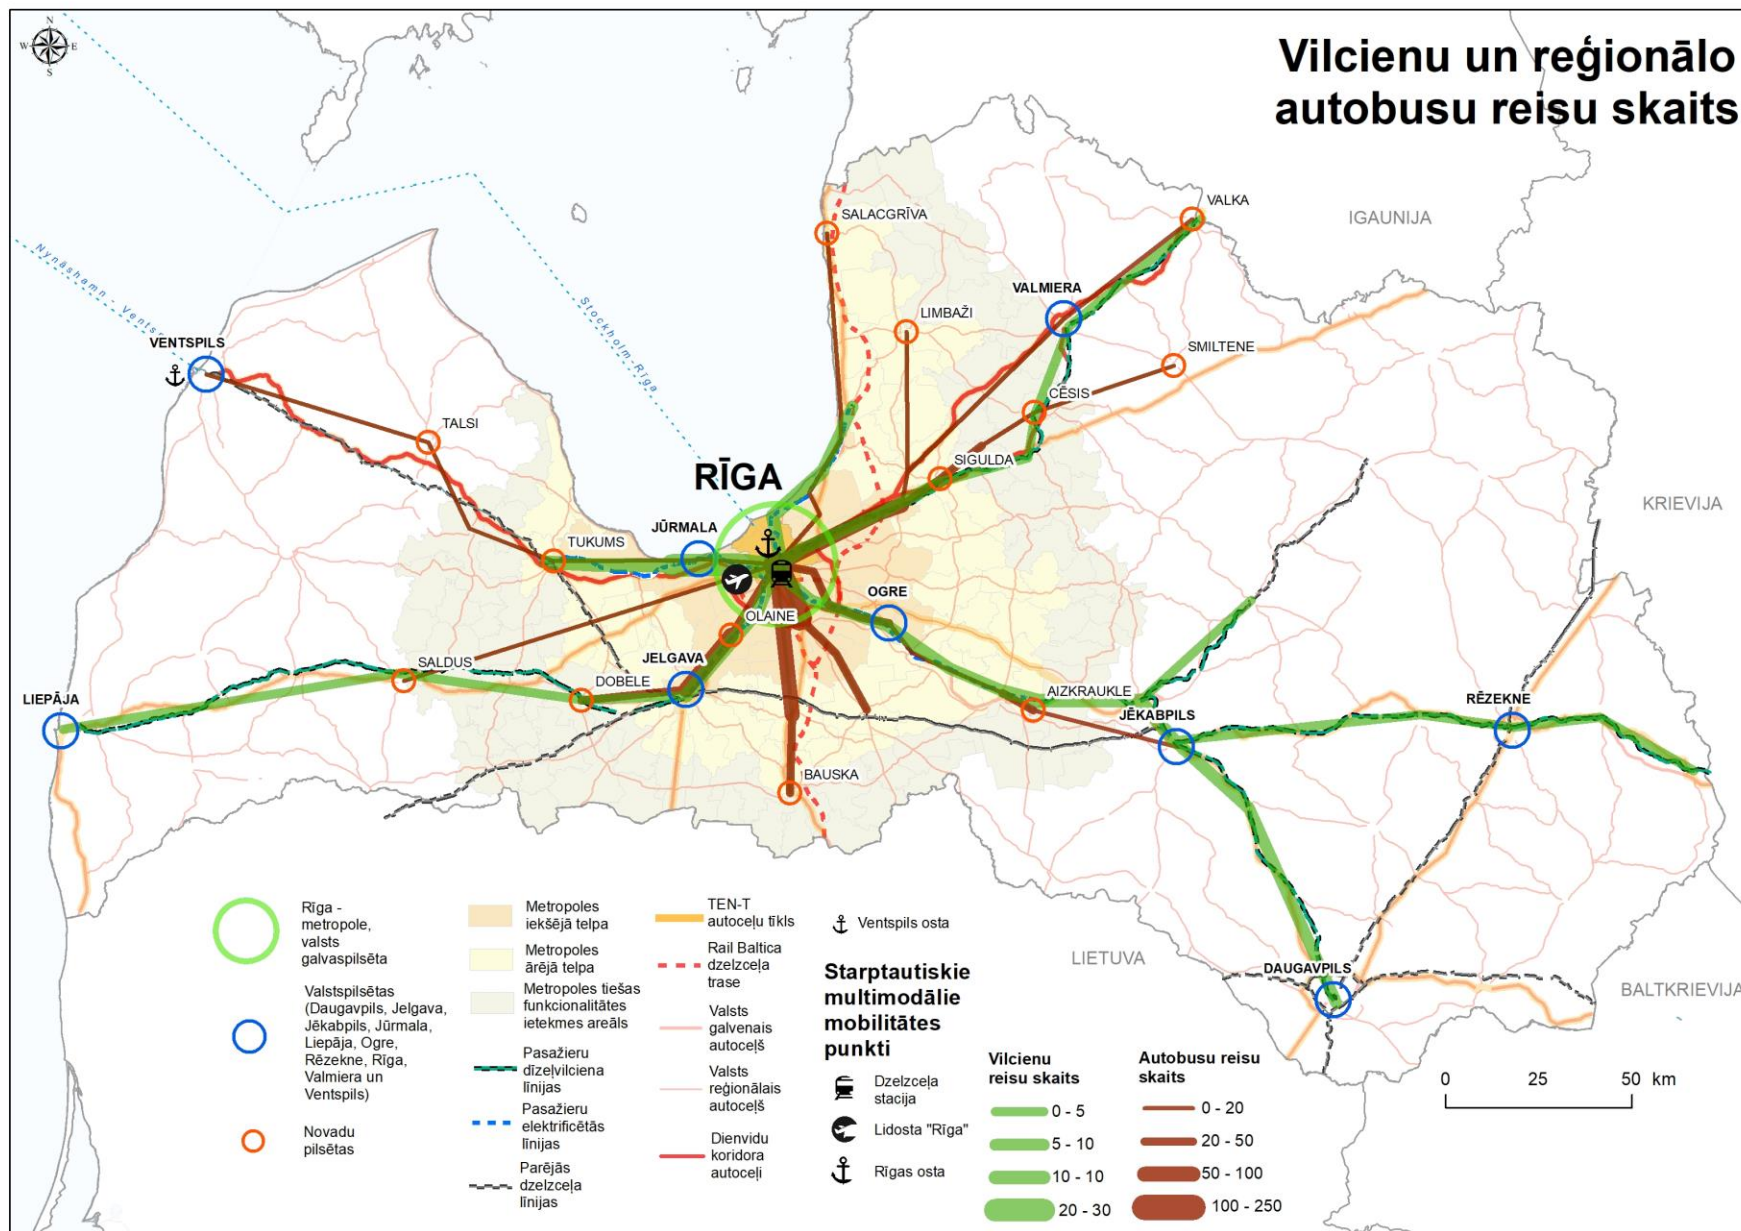 Vilcienu un reģionālo
autobusu reisu skaits
N
W
E
S
Nynäshamn - Ventspils
Stockholm-Rīga
SALACGRĪVA
VALKA
IGAUNIJA
VALMIERA
LIMBAŽI
SMILTENE
VENTSPILS
CĒSIS
TALSI
SIGULDA
RĪGA
KRIEVIJA
JŪRMALA
TUKUMS
OGRE
OLAINE
JELGAVA
SALDUS
DOBELE
AIZKRAUKLE
LIEPĀJA
RĒZEKNE
JĒKABPILS
BAUSKA
LIETUVA
DAUGAVPILS
BALTKRIEVIJA
Rīga -
metropole,
valsts
galvaspilsēta
Valstspilsētas
(Daugavpils, Jelgava,
Jēkabpils, Jūrmala,
Liepāja, Ogre,
Rēzekne, Rīga,
Valmiera un
Ventspils)
Novadu
pilsētas
Metropoles
iekšējā telpa
Metropoles
ārējā telpa
Metropoles tiešas
funkcionalitātes
ietekmes areāls
Pasažieru
dīzeļvilciena
līnijas
Pasažieru
elektrificētās
līnijas
Parējās
dzelzceļa
līnijas
TEN-T
autoceļu tīkls
Rail Baltica
dzelzceļa
trase
Valsts
galvenais
autoceļš
Valsts
reģionālais
autoceļš
Dienvidu
koridora
autoceļi
Ventspils osta
Starptautiskie
multimodālie
mobilitātes
punkti
Dzelzceļa
stacija
Lidosta "Rīga"
Rīgas osta
Vilcienu
reisu skaits
0 - 5
5 - 10
10 - 10
20 - 30
Autobusu reisu
skaits
0 - 20
20 - 50
50 - 100
100 - 250
0 25 50 km